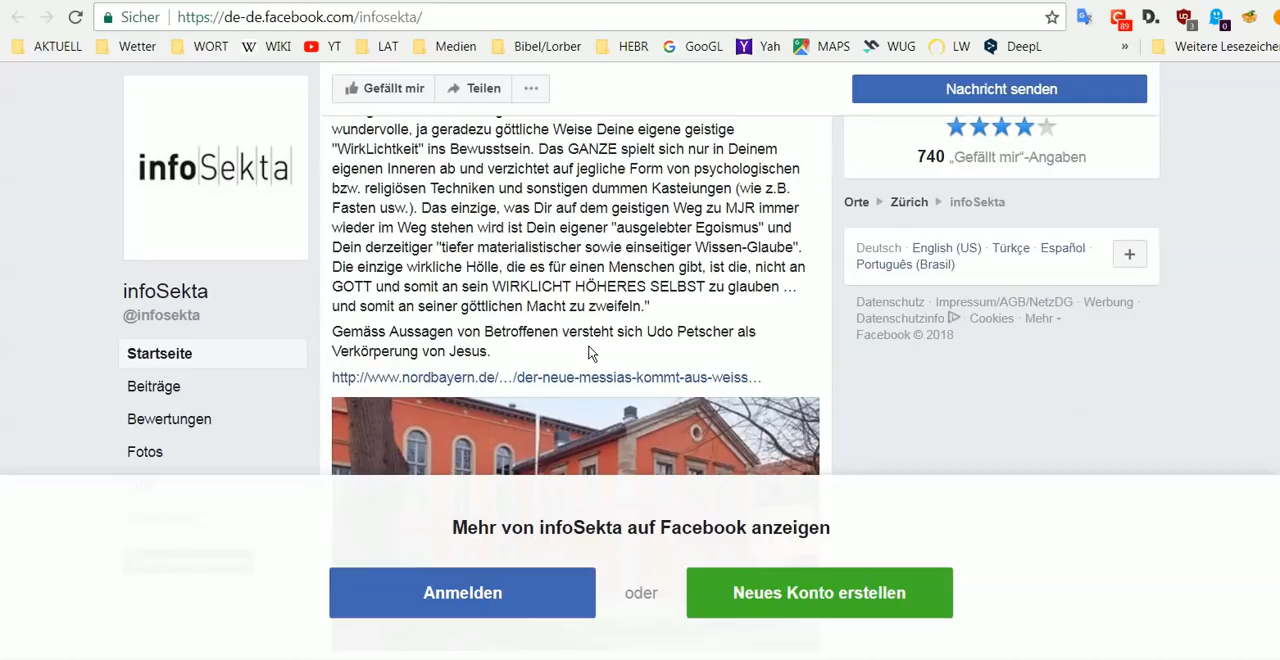 Sicher https://de-de.facebook.com/infosekta/
89 3 0
AKTUELL Wetter WORT WIKI YT LAT Medien Bibel/Lorber HEBR GooGL Yah MAPS WUG LW DeepL » Weitere Lesezeichen
infoSekta
infoSekta
@infosekta
Startseite
Beiträge
Bewertungen
Fotos
Gefällt mir Teilen ...
wundervolle, ja geradezu göttliche Weise Deine eigene geistige
"WirkLichtkeit" ins Bewusstsein. Das GANZE spielt sich nur in Deinem
eigenen Inneren ab und verzichtet auf jegliche Form von psychologischen
bzw. religiösen Techniken und sonstigen dummen Kasteiungen (wie z.B.
Fasten usw.). Das einzige, was Dir auf dem geistigen Weg zu MJR immer
wieder im Weg stehen wird ist Dein eigener "ausgelebter Egoismus" und
Dein derzeitiger "tiefer materialistischer sowie einseitiger Wissen-Glaube".
Die einzige wirkliche Hölle, die es für einen Menschen gibt, ist die, nicht an
GOTT und somit an sein WIRKLICHT HÖHERES SELBST zu glauben …
und somit an seiner göttlichen Macht zu zweifeln."
Gemäss Aussagen von Betroffenen versteht sich Udo Petscher als
Verkörperung von Jesus.
http://www.nordbayern.de/…/der-neue-messias-kommt-aus-weiss…
Nachricht senden
740 „Gefällt mir“-Angaben
Orte Zürich infoSekta
Deutsch · English (US) · Türkçe · Español ·
Português (Brasil)
+
Datenschutz · Impressum/AGB/NetzDG · Werbung ·
Datenschutzinfo · Cookies · Mehr
Facebook © 2018
Mehr von infoSekta auf Facebook anzeigen
Anmelden oder Neues Konto erstellen